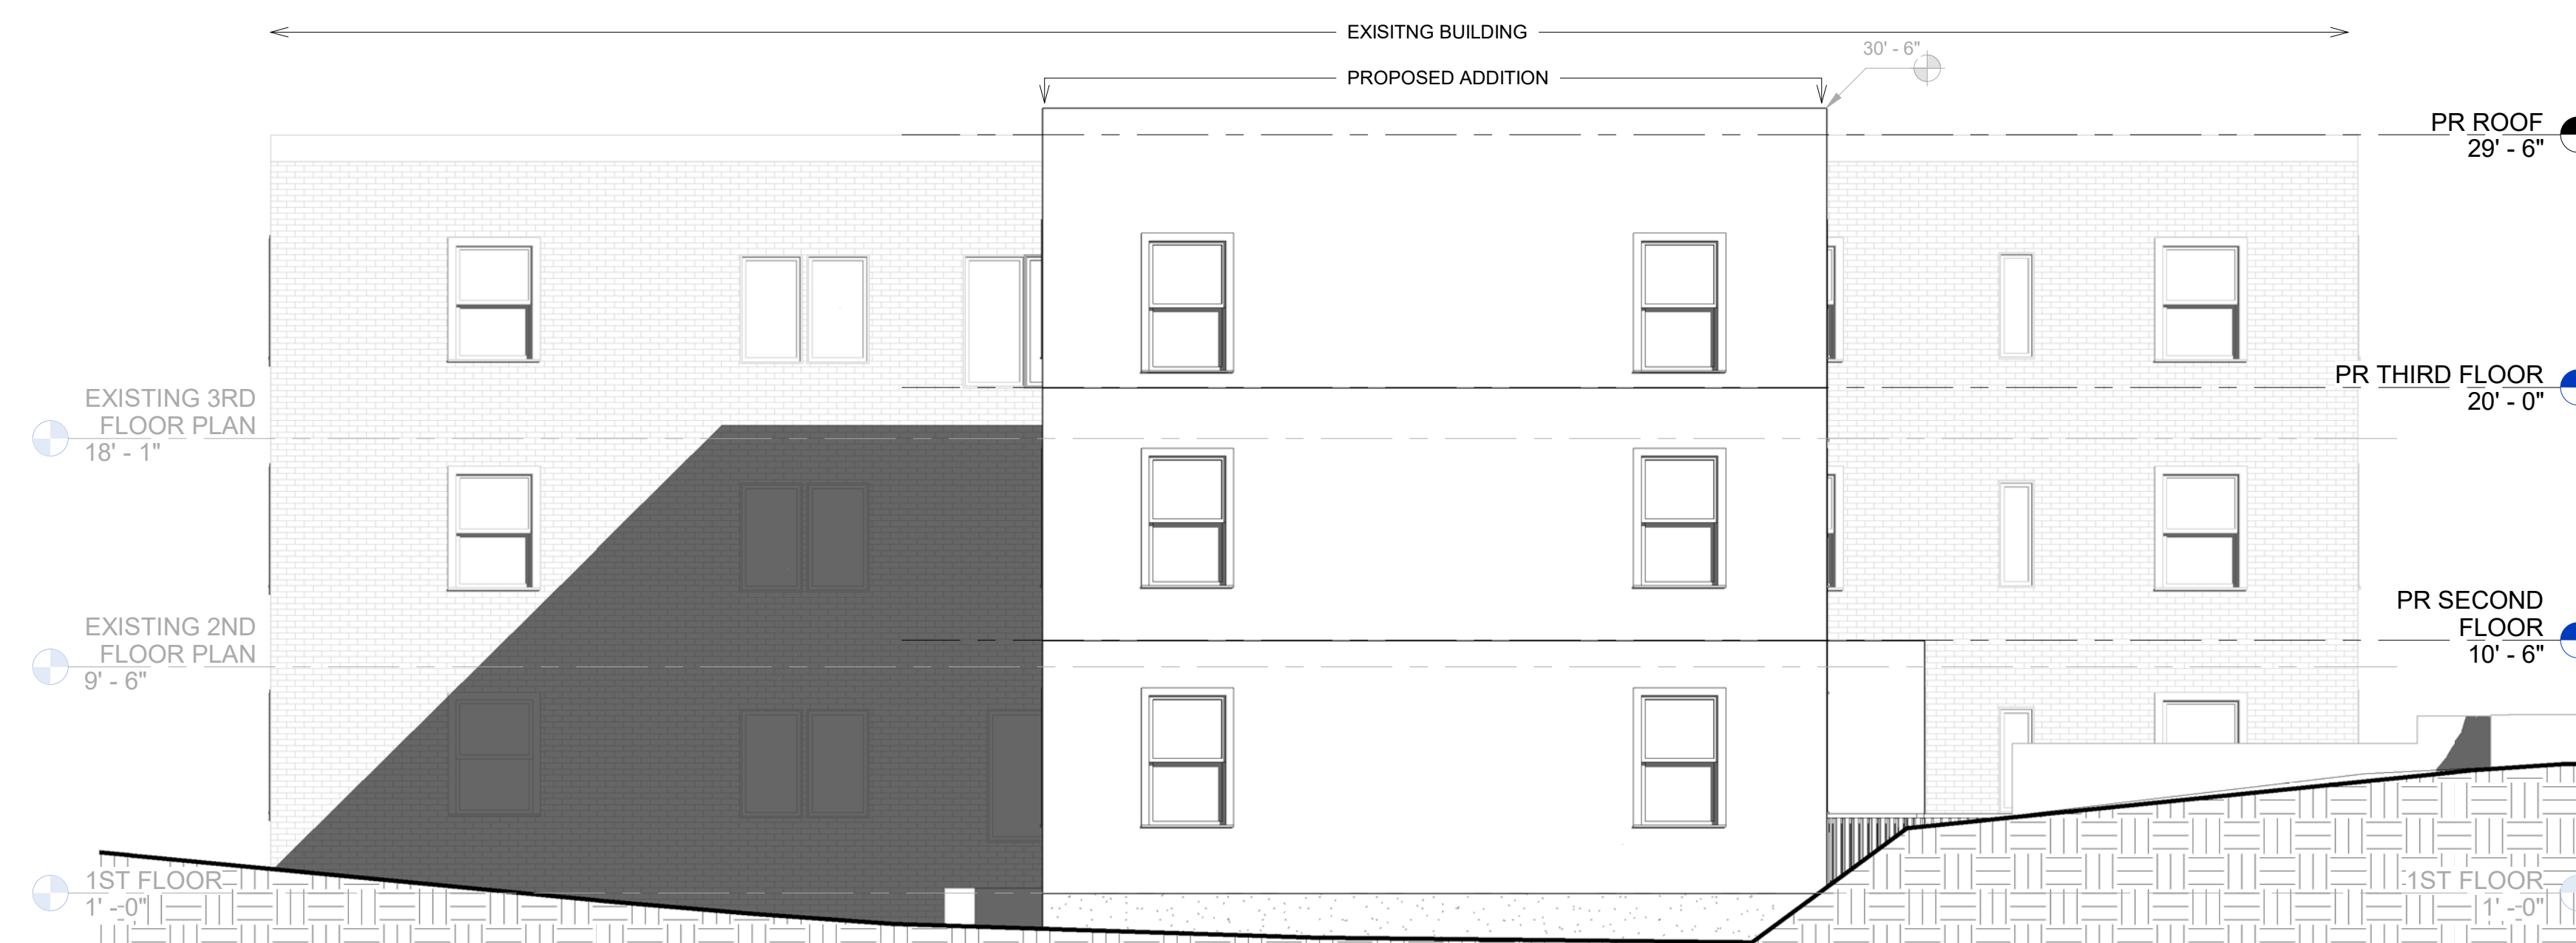 EXISITNG BUILDING
30' - 6"
PROPOSED ADDITION
PR ROOF
29' - 6"
PR THIRD FLOOR
20' - 0"
EXISTING 3RD
FLOOR PLAN
18' - 1"
PR SECOND
FLOOR
10' - 6"
EXISTING 2ND
FLOOR PLAN
9' - 6"
1ST FLOOR
1' - 0"
1ST FLOOR
1' - 0"